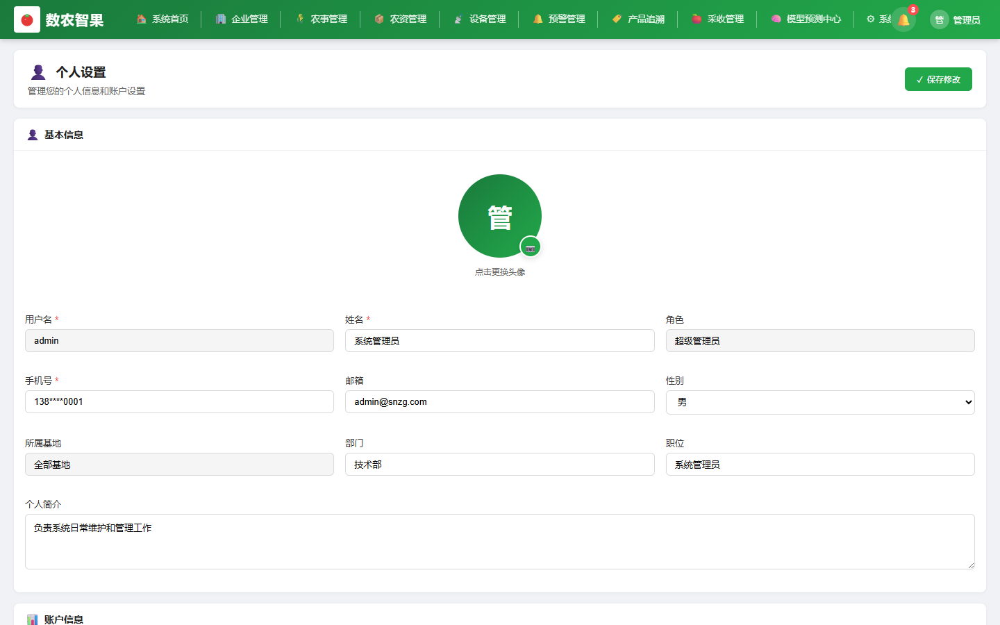 数农智果
系统首页
企业管理
农事管理
农资管理
设备管理
预警管理
产品追溯
采收管理
模型预测中心
3
管 管理员
个人设置
管理您的个人信息和账户设置
✓ 保存修改
基本信息
管
点击更换头像
用户名 *
admin
姓名 *
系统管理员
角色
超级管理员
手机号 *
138****0001
邮箱
admin@snzg.com
性别
男
所属基地
全部基地
部门
技术部
职位
系统管理员
个人简介
负责系统日常维护和管理工作
账户信息